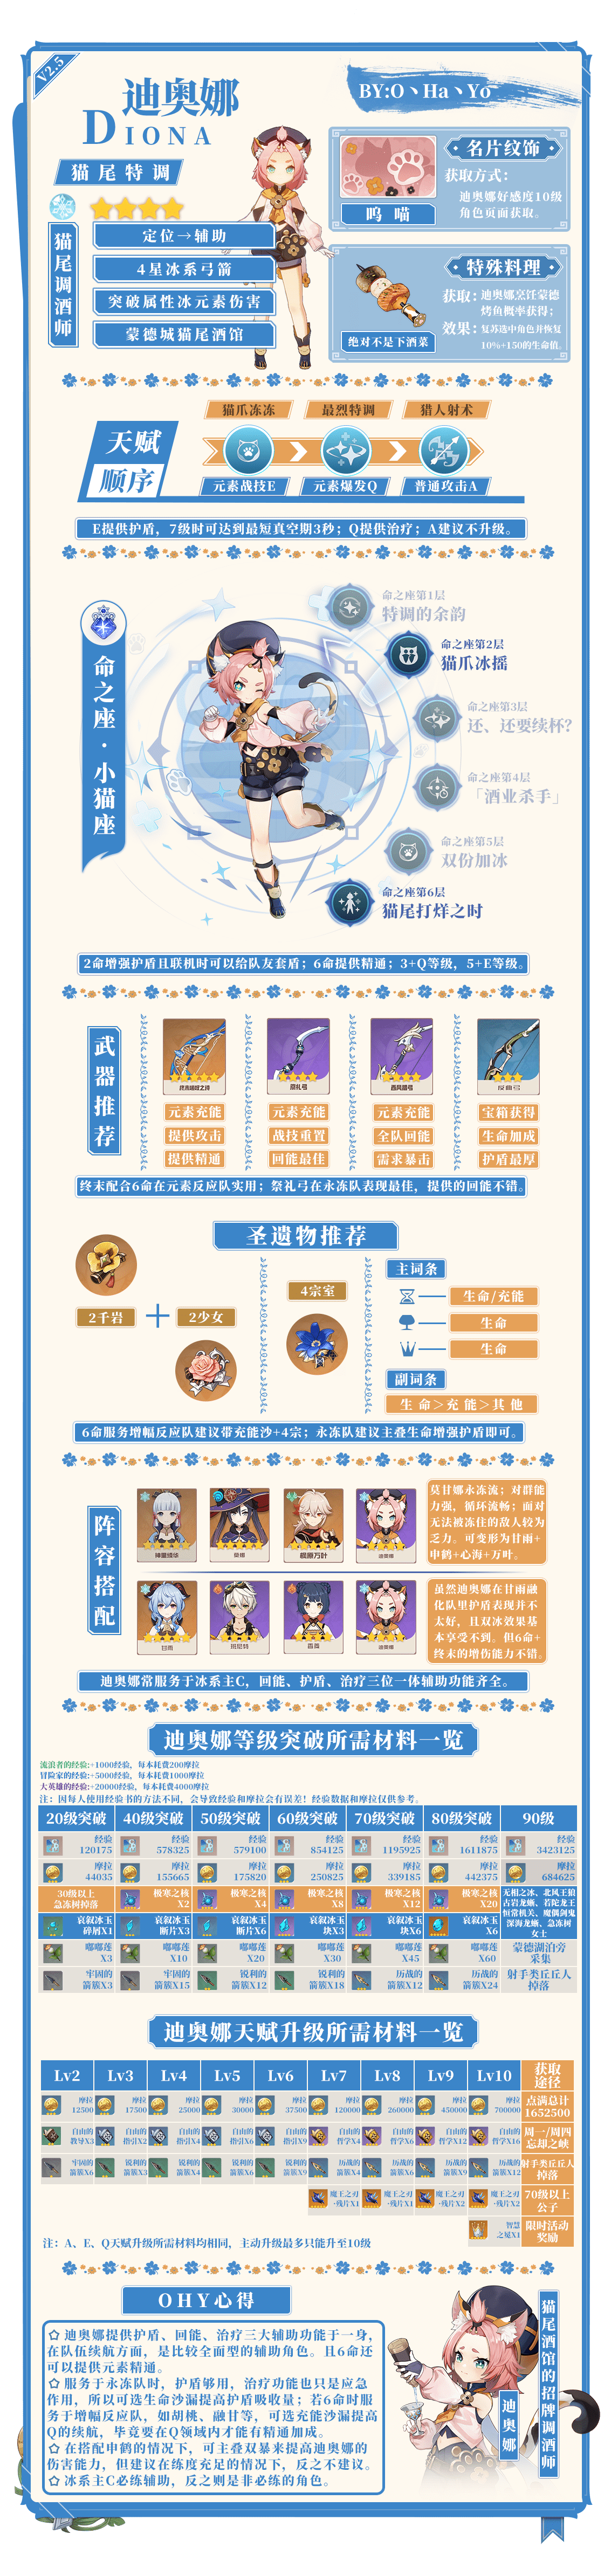 V2.5
迪奥娜
DIONA
BY:O丶Ha丶Yo
猫尾特调
猫尾调酒师
定位→辅助
4星冰系弓箭
突破属性冰元素伤害
蒙德城猫尾酒馆
名片纹饰
获取方式:
迪奥娜好感度10级
角色页面获取。
呜喵
特殊料理
获取: 迪奥娜烹饪蒙德
烤鱼概率获得；
效果: 复苏选中角色并恢复
10%+150的生命值。
绝对不是下酒菜
天赋
顺序
猫爪冻冻
最烈特调
猎人射术
元素战技E
元素爆发Q
普通攻击A
E提供护盾，7级时可达到最短真空期3秒；Q提供治疗；A建议不升级。
命之座·小猫座
命之座第1层
特调的余韵
命之座第2层
猫爪冰摇
命之座第3层
还、还要续杯？
命之座第4层
「酒业杀手」
命之座第5层
双份加冰
命之座第6层
猫尾打烊之时
2命增强护盾且联机时可以给队友套盾；6命提供精通；3+Q等级，5+E等级。
武器推荐
终末嗟叹之诗
祭礼弓
西风猎弓
反曲弓
元素充能
提供攻击
提供精通
元素充能
战技重置
回能最佳
元素充能
全队回能
需求暴击
宝箱获得
生命加成
护盾最厚
终末配合6命在元素反应队实用；祭礼弓在永冻队表现最佳，提供的回能不错。
圣遗物推荐
2千岩
2少女
4宗室
主词条
生命/充能
生命
生命
副词条
生命>充能>其他
6命服务增幅反应队建议带充能沙+4宗；永冻队建议主叠生命增强护盾即可。
阵容搭配
神里绫华
莫娜
枫原万叶
迪奥娜
莫甘娜永冻流；对群能
力强，循环流畅；面对
无法被冻住的敌人较为
乏力。可变形为甘雨+
申鹤+心海+万叶。
甘雨
班尼特
香菱
迪奥娜
虽然迪奥娜在甘雨融
化队里护盾表现并不
太好，且双冰效果基
本享受不到。但6命+
终末的增伤能力不错。
迪奥娜常服务于冰系主C，回能、护盾、治疗三位一体辅助功能齐全。
迪奥娜等级突破所需材料一览
流浪者的经验:+1000经验，每本耗费200摩拉
冒险家的经验:+5000经验，每本耗费1000摩拉
大英雄的经验:+20000经验，每本耗费4000摩拉
注：因每人使用经验书的方法不同，会导致经验和摩拉会有误差！经验数据和摩拉仅供参考。
20级突破 40级突破 50级突破 60级突破 70级突破 80级突破 90级
经验 经验 经验 经验 经验 经验 经验
120175 578325 579100 854125 1195925 1611875 3423125
摩拉 摩拉 摩拉 摩拉 摩拉 摩拉 摩拉
44035 155665 175820 250825 339185 442375 684625
30级以上 极寒之核 极寒之核 极寒之核 极寒之核 极寒之核
急冻树掉落 X2 X4 X8 X12 X20
无相之冰、北风王狼
古岩龙蜥、若陀龙王
恒常机关、魔偶剑鬼
深海龙蜥、急冻树
女士
哀叙冰玉 哀叙冰玉 哀叙冰玉 哀叙冰玉 哀叙冰玉 哀叙冰玉
碎屑X1 断片X3 断片X6 块X3 块X6 X6
嘟嘟莲 嘟嘟莲 嘟嘟莲 嘟嘟莲 嘟嘟莲 嘟嘟莲 蒙德湖泊旁
X3 X10 X20 X30 X45 X60 采集
牢固的 牢固的 锐利的 锐利的 历战的 历战的 射手类丘丘人
箭簇X3 箭簇X15 箭簇X12 箭簇X18 箭簇X12 箭簇X24 掉落
迪奥娜天赋升级所需材料一览
Lv2 Lv3 Lv4 Lv5 Lv6 Lv7 Lv8 Lv9 Lv10 获取
途径
摩拉 摩拉 摩拉 摩拉 摩拉 摩拉 摩拉 摩拉 摩拉 点满总计
12500 17500 25000 30000 37500 120000 260000 450000 700000 1652500
自由的 自由的 自由的 自由的 自由的 自由的 自由的 自由的 自由的 周一/周四
教导X3 指引X2 指引X4 指引X6 指引X9 哲学X4 哲学X6 哲学X12 哲学X16 忘却之峡
牢固的 锐利的 锐利的 锐利的 锐利的 历战的 历战的 历战的 历战的 射手类丘丘人
箭簇X6 箭簇X3 箭簇X4 箭簇X6 箭簇X9 箭簇X4 箭簇X6 箭簇X9 箭簇X12 掉落
魔王之刃 魔王之刃 魔王之刃 魔王之刃 70级以上
·残片X1 ·残片X1 ·残片X2 ·残片X2 公子
智慧 限时活动
之冕X1 奖励
注：A、E、Q天赋升级所需材料均相同，主动升级最多只能升至10级
OHY心得
迪奥娜提供护盾、回能、治疗三大辅助功能于一身，
在队伍续航方面，是比较全面型的辅助角色。且6命还
可以提供元素精通。
服务于永冻队时，护盾够用，治疗功能也只是应急
作用，所以可选生命沙漏提高护盾吸收量；若6命时服
务于增幅反应队，如胡桃、融甘等，可选充能沙漏提高
Q的续航，毕竟要在Q领域内才能有精通加成。
在搭配申鹤的情况下，可主叠双暴来提高迪奥娜的
伤害能力，但建议在练度充足的情况下，反之不建议。
冰系主C必练辅助，反之则是非必练的角色。
猫尾酒馆的招牌调酒师
迪奥娜